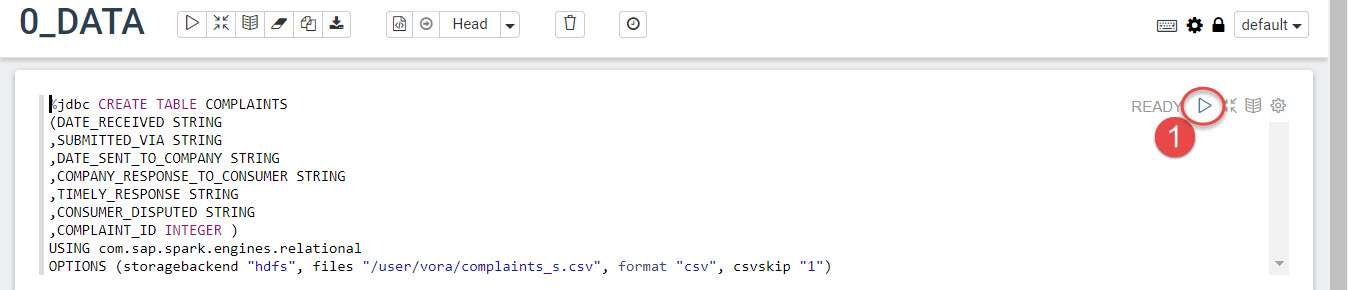 0_DATA
Head
default
%jdbc CREATE TABLE COMPLAINTS
READY
1
(DATE_RECEIVED STRING
,SUBMITTED_VIA STRING
,DATE_SENT_TO_COMPANY STRING
,COMPANY_RESPONSE_TO_CONSUMER STRING
,TIMELY_RESPONSE STRING
,CONSUMER_DISPUTED STRING
,COMPLAINT_ID INTEGER )
USING com.sap.spark.engines.relational
OPTIONS (storagebackend "hdfs", files "/user/vora/complaints_s.csv", format "csv", csvskip "1")